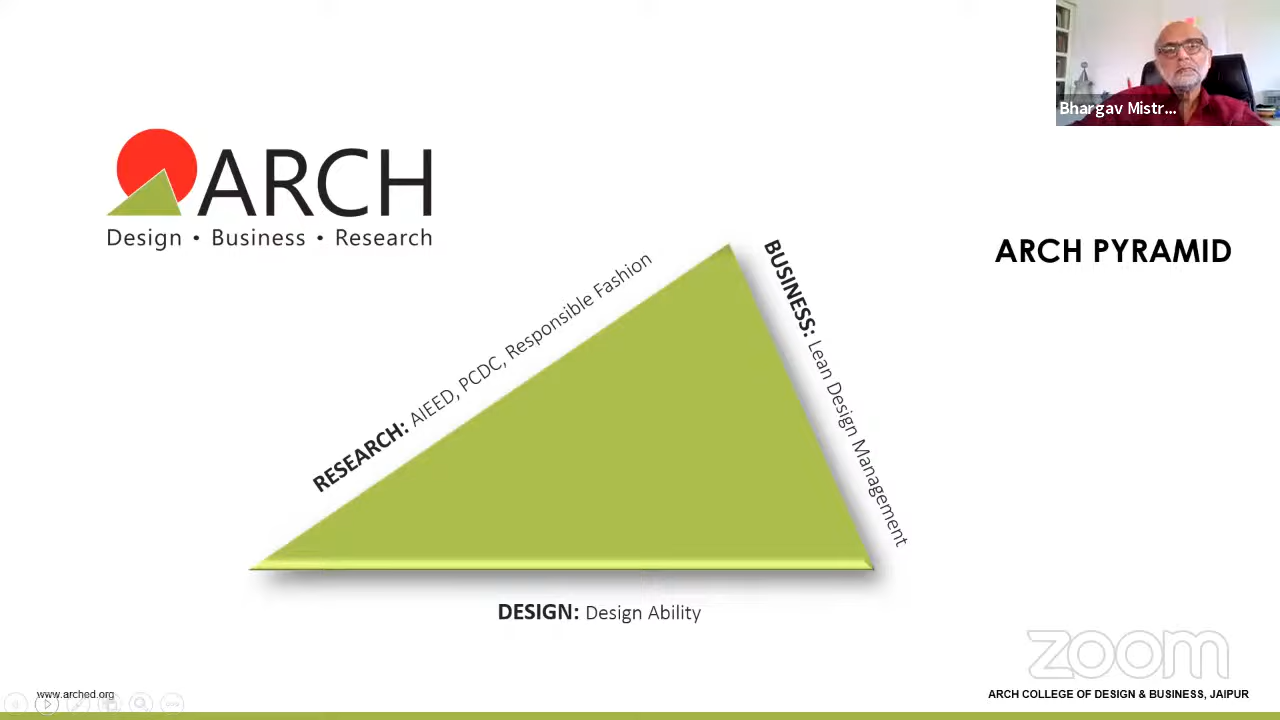 Bhargav Mistr...
ARCH
Design • Business • Research
ARCH PYRAMID
RESEARCH: AIEED, PCDC, Responsible Fashion
BUSINESS: Lean Design Management
DESIGN: Design Ability
zoom
www.arched.org
ARCH COLLEGE OF DESIGN & BUSINESS, JAIPUR